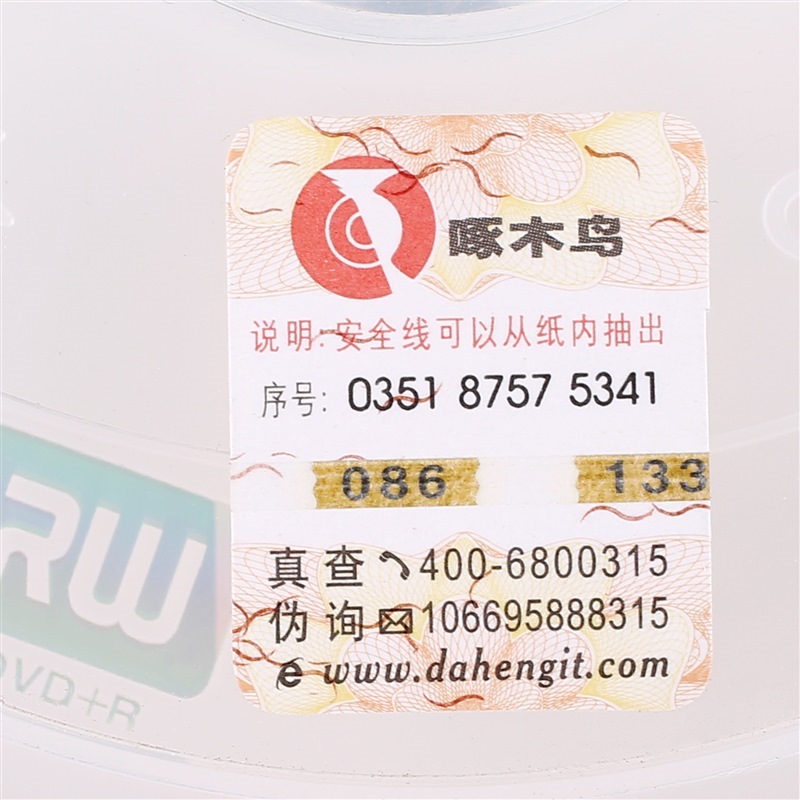 啄木鸟
说明:安全线可以从纸内抽出
序号: 0351 8757 5341
086 133
真查 400-6800315
伪询 106695888315
www.dahengit.com
RW
DVD+R